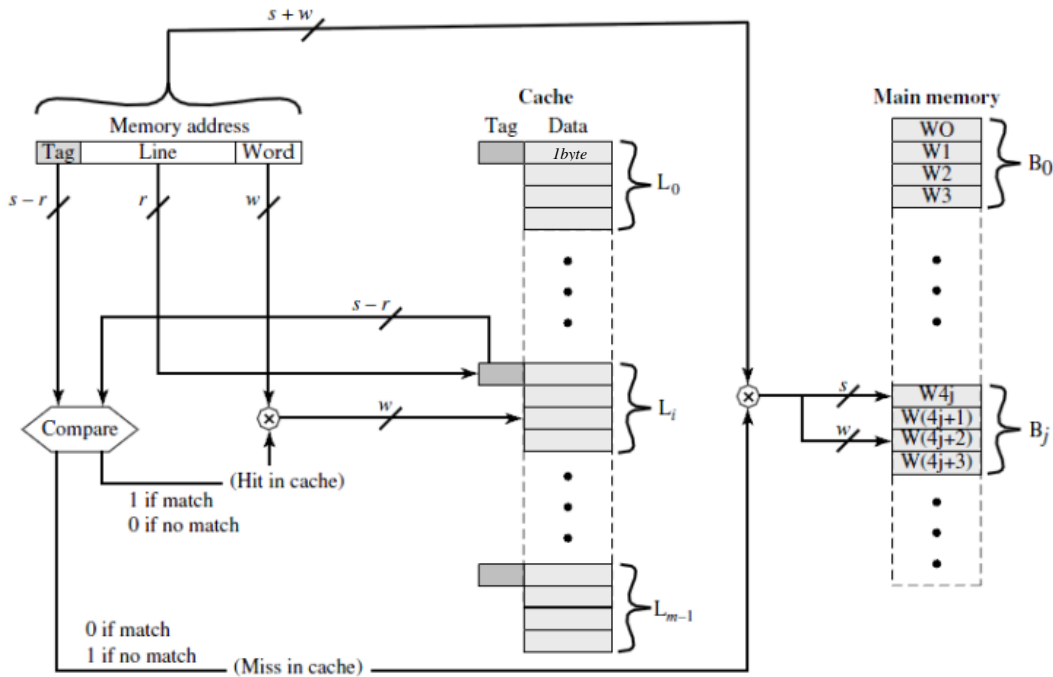 s + w
Cache
Main memory
Memory address
Tag Data
Tag Line Word
1byte
L0
WO
W1
W2
W3
B0
s − r
r
w
s − r
Li
w
s
w
W4j
W(4j+1)
W(4j+2)
W(4j+3)
Bj
Compare
(Hit in cache)
1 if match
0 if no match
Lm−1
0 if match
1 if no match
(Miss in cache)